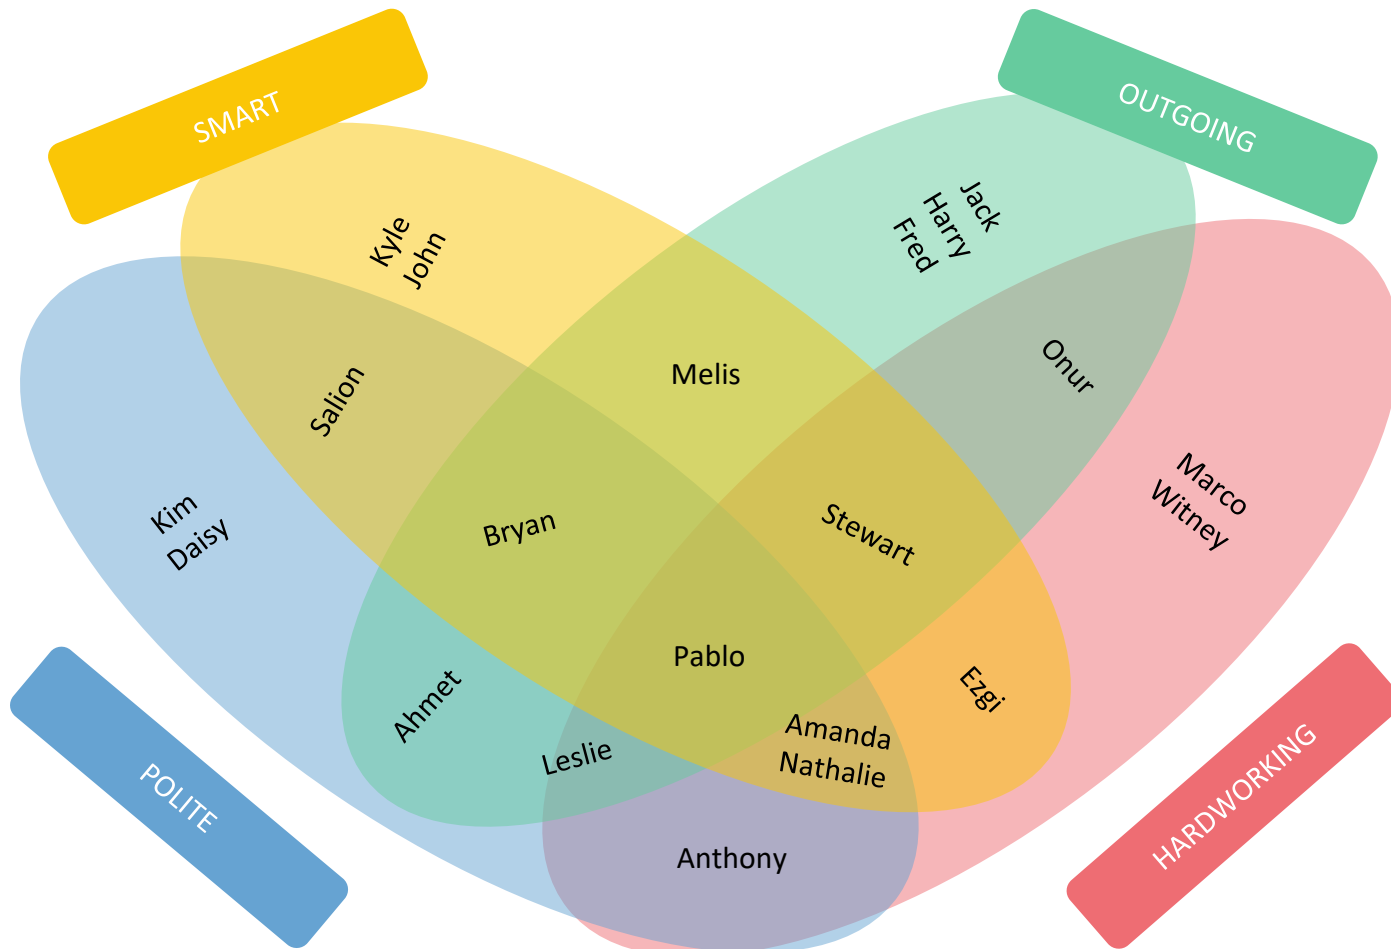 SMART
OUTGOING
Kyle
John
Jack
Harry
Fred
Melis
Onur
Salion
Marco
Witney
Kim
Daisy
Bryan
Stewart
Pablo
Ahmet
Ezgi
Leslie
Amanda
Nathalie
POLITE
HARDWORKING
Anthony